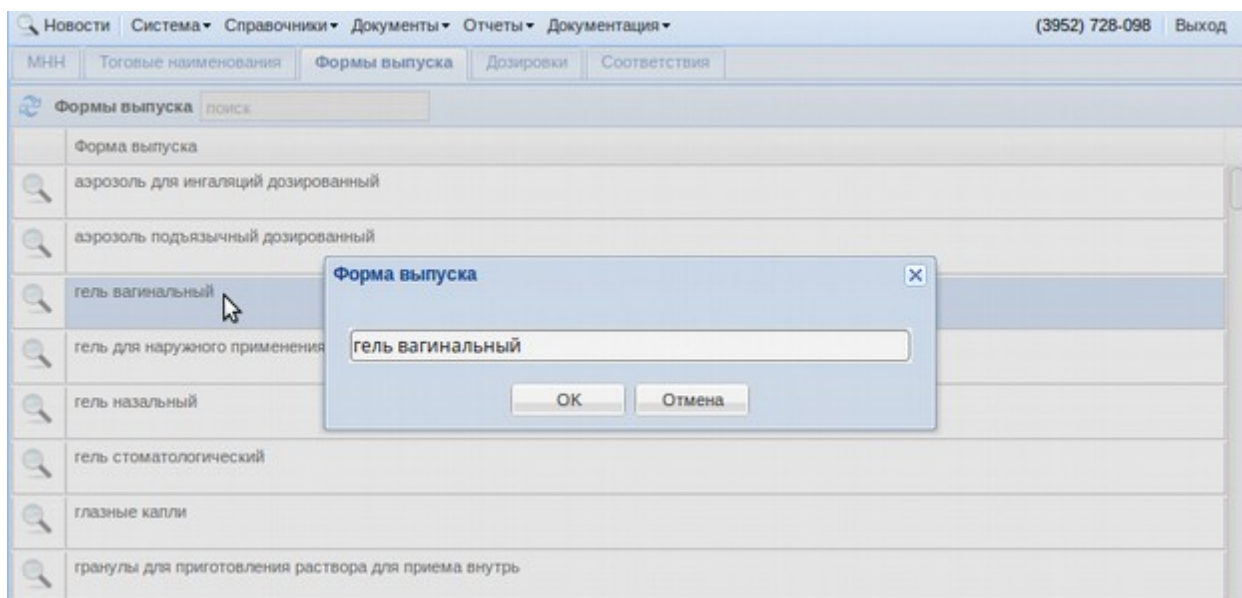 Новости Система Справочники Документы Отчеты Документация (3952) 728-098 Выход
МНН Тоговые наименования Формы выпуска Дозировки Соответствия
Формы выпуска поиск
Форма выпуска
аэрозоль для ингаляций дозированный
аэрозоль подъязычный дозированный
Форма выпуска
гель вагинальный
гель вагинальный
гель для наружного применения
OK Отмена
гель назальный
гель стоматологический
глазные капли
гранулы для приготовления раствора для приема внутрь